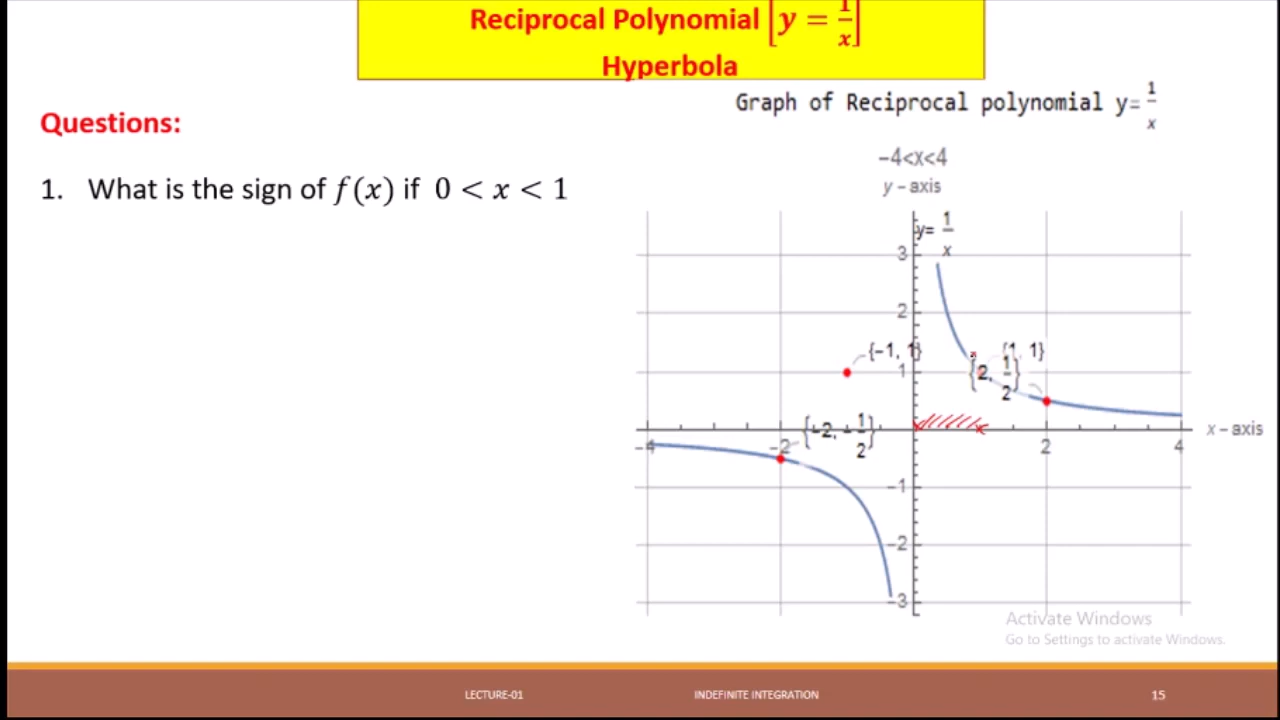 Reciprocal Polynomial [y = 1/x]
Hyperbola
Graph of Reciprocal polynomial y= 1/x
Questions:
-4<x<4
y - axis
1. What is the sign of f(x) if 0 < x < 1
y= 1/x
3
2
{-1, 1}
{1, 1}
1
{2, 1/2}
{-2, -1/2}
x - axis
-4
-2
2
4
-1
-2
-3
Activate Windows
Go to Settings to activate Windows.
LECTURE-01
INDEFINITE INTEGRATION
15